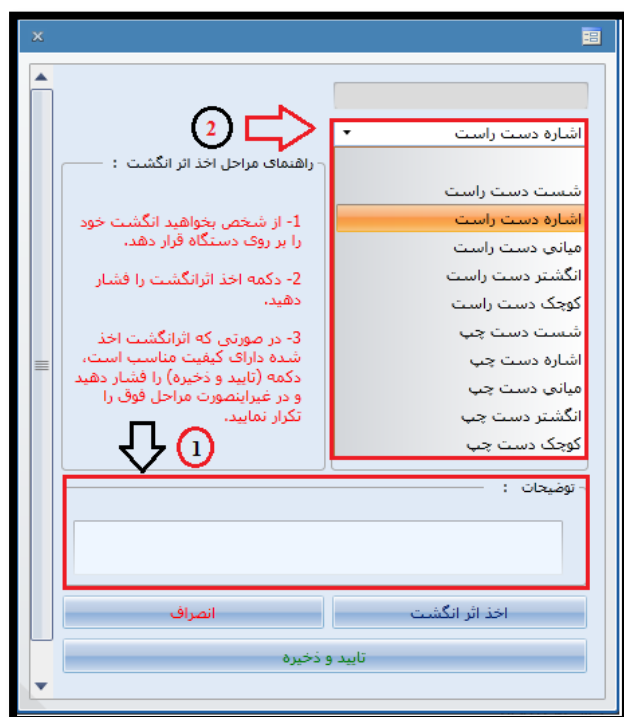 2
اشاره دست راست
شست دست راست
اشاره دست راست
میانی دست راست
انگشتر دست راست
کوچک دست راست
شست دست چپ
اشاره دست چپ
میانی دست چپ
انگشتر دست چپ
کوچک دست چپ
راهنمای مراحل اخذ اثر انگشت :
1- از شخص بخواهید انگشت خود
را بر روی دستگاه قرار دهد.
2- دکمه اخذ اثرانگشت را فشار
دهید.
3- در صورتی که اثرانگشت اخذ
شده دارای کیفیت مناسب است،
دکمه (تایید و ذخیره) را فشار دهید
و در غیراینصورت مراحل فوق را
تکرار نمایید.
1
توضیحات :
اخذ اثر انگشت
انصراف
تایید و ذخیره